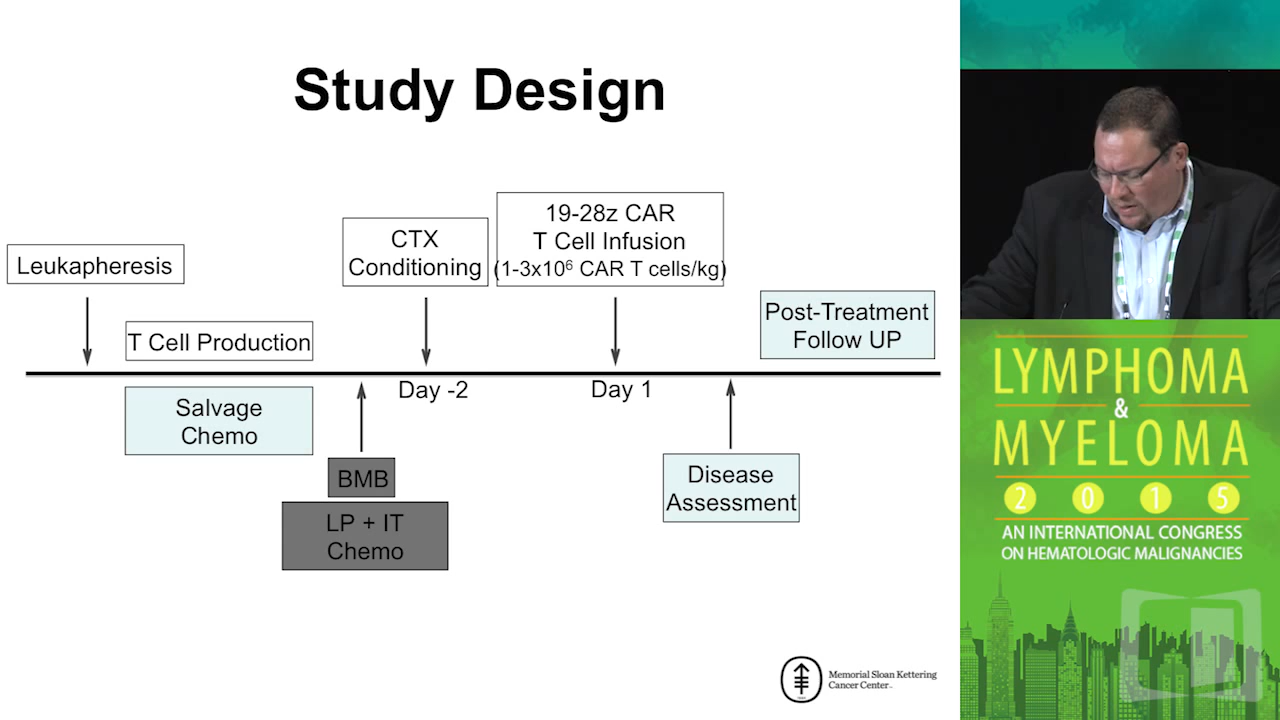 Study Design
Leukapheresis
T Cell Production
Salvage
Chemo
CTX
Conditioning
19-28z CAR
T Cell Infusion
(1-3x10⁶ CAR T cells/kg)
Post-Treatment
Follow UP
Day -2
Day 1
BMB
LP + IT
Chemo
Disease
Assessment
Memorial Sloan Kettering
Cancer Center
LYMPHOMA
&
MYELOMA
2 0 1 5
AN INTERNATIONAL CONGRESS
ON HEMATOLOGIC MALIGNANCIES